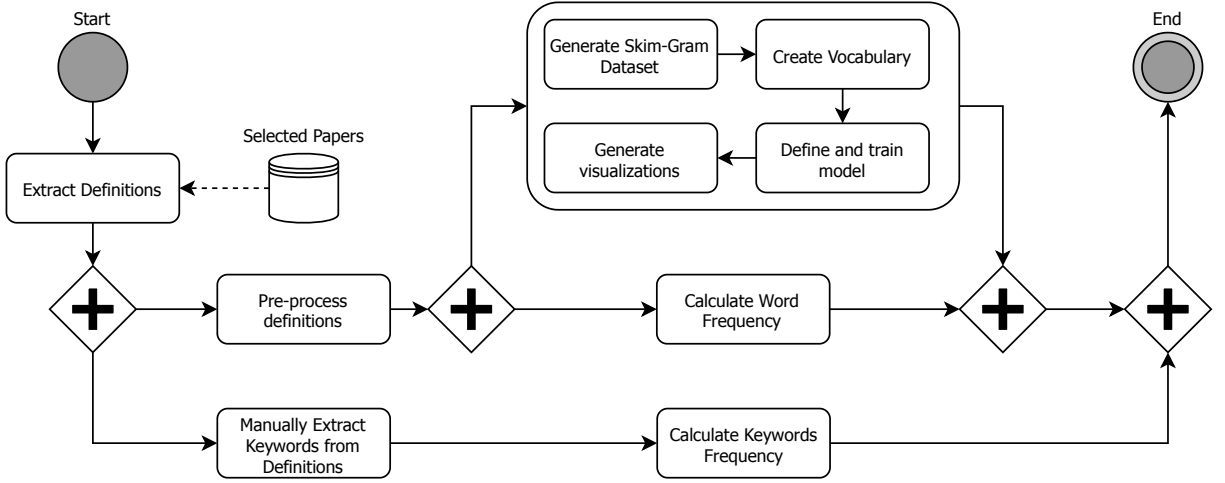 Start
End
Generate Skim-Gram
Dataset
Create Vocabulary
Selected Papers
Extract Definitions
Generate
visualizations
Define and train
model
Pre-process
definitions
Calculate Word
Frequency
Manually Extract
Keywords from
Definitions
Calculate Keywords
Frequency